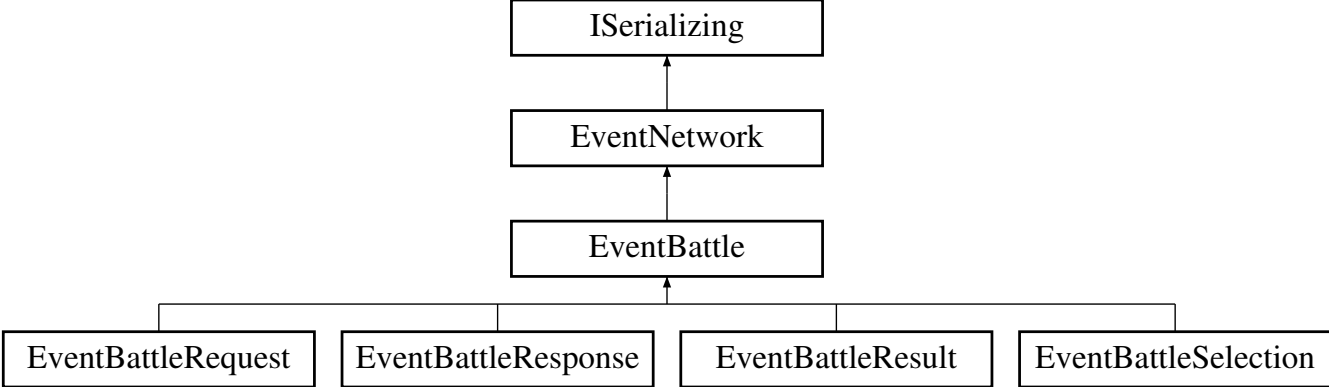 ISerializing
EventNetwork
EventBattle
EventBattleRequest
EventBattleResponse
EventBattleResult
EventBattleSelection